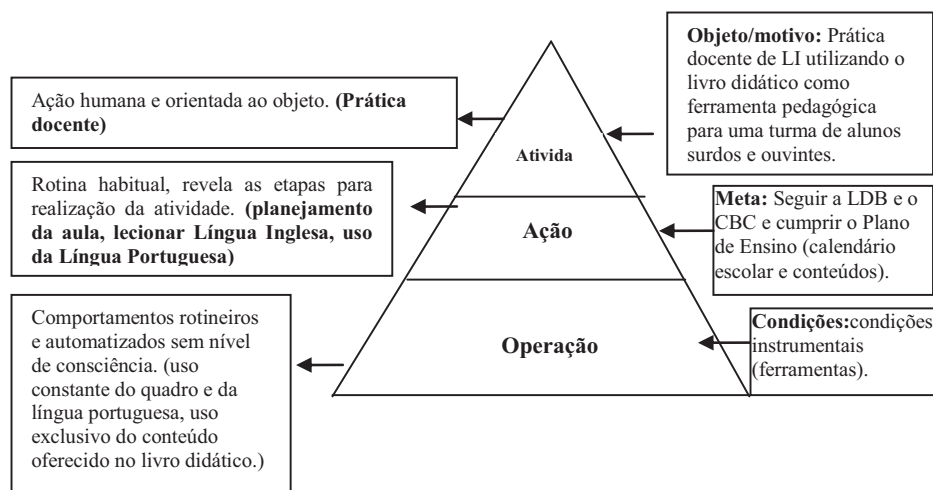 Objeto/motivo: Prática
docente de LI utilizando o
livro didático como
ferramenta pedagógica
para uma turma de alunos
surdos e ouvintes.
Ação humana e orientada ao objeto. (Prática
docente)
Ativida
Rotina habitual, revela as etapas para
realização da atividade. (planejamento
da aula, lecionar Língua Inglesa, uso
da Língua Portuguesa)
Ação
Meta: Seguir a LDB e o
CBC e cumprir o Plano
de Ensino (calendário
escolar e conteúdos).
Comportamentos rotineiros
e automatizados sem nível
de consciência. (uso
constante do quadro e da
língua portuguesa, uso
exclusivo do conteúdo
oferecido no livro didático.)
Operação
Condições:condições
instrumentais
(ferramentas).